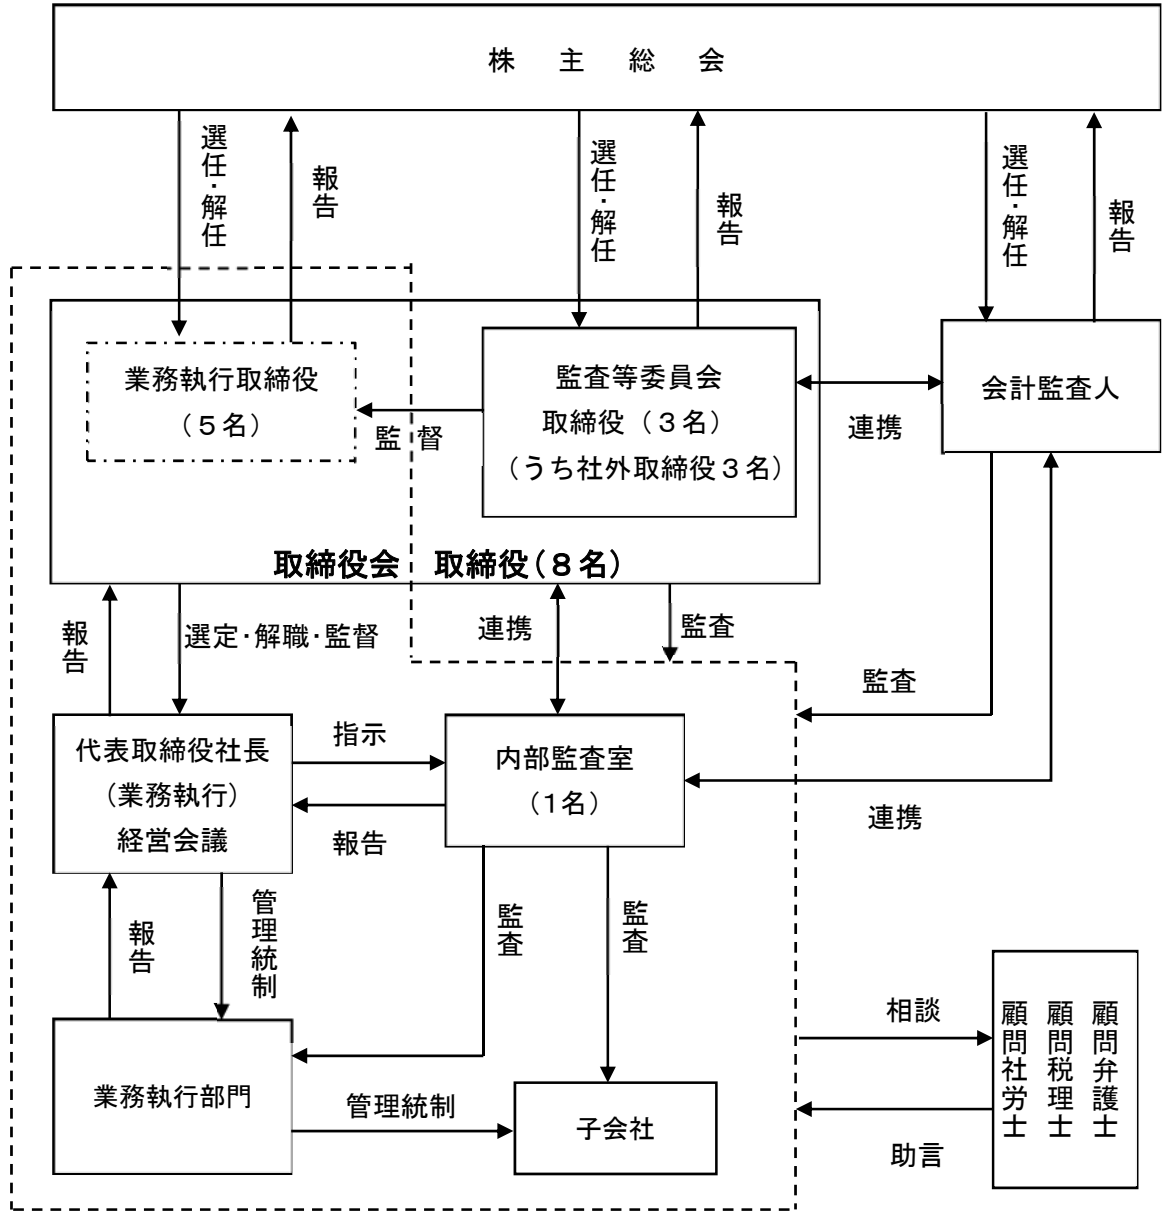 株主総会
選任・解任
報告
選任・解任
報告
選任・解任
報告
業務執行取締役
（５名）
監督
監査等委員会
取締役（３名）
（うち社外取締役３名）
連携
会計監査人
取締役会　取締役（８名）
報告
選定・解職・監督
連携
監査
監査
代表取締役社長
（業務執行）
経営会議
指示
報告
内部監査室
（１名）
連携
報告
管理統制
監査
監査
業務執行部門
管理統制
子会社
相談
助言
顧問弁護士
顧問税理士
顧問社労士